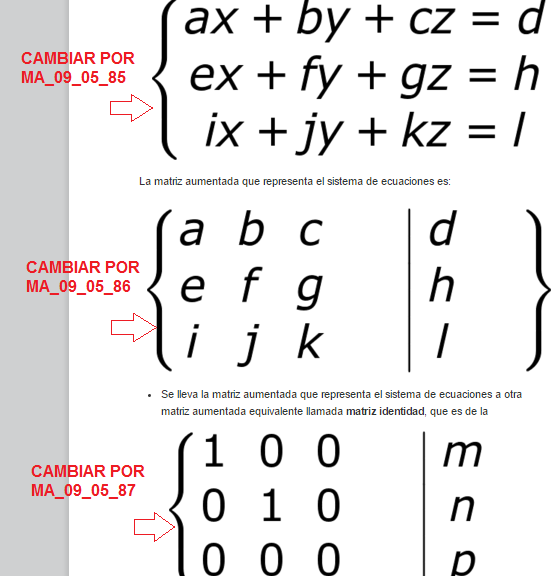 ax + by + cz = d
CAMBIAR POR
MA_09_05_85
ex + fy + gz = h
ix + jy + kz = l
La matriz aumentada que representa el sistema de ecuaciones es:
a b c | d
CAMBIAR POR
MA_09_05_86
e f g | h
i j k | l
• Se lleva la matriz aumentada que representa el sistema de ecuaciones a otra
matriz aumentada equivalente llamada matriz identidad, que es de la
1 0 0 | m
CAMBIAR POR
MA_09_05_87
0 1 0 | n
0 0 0 | p